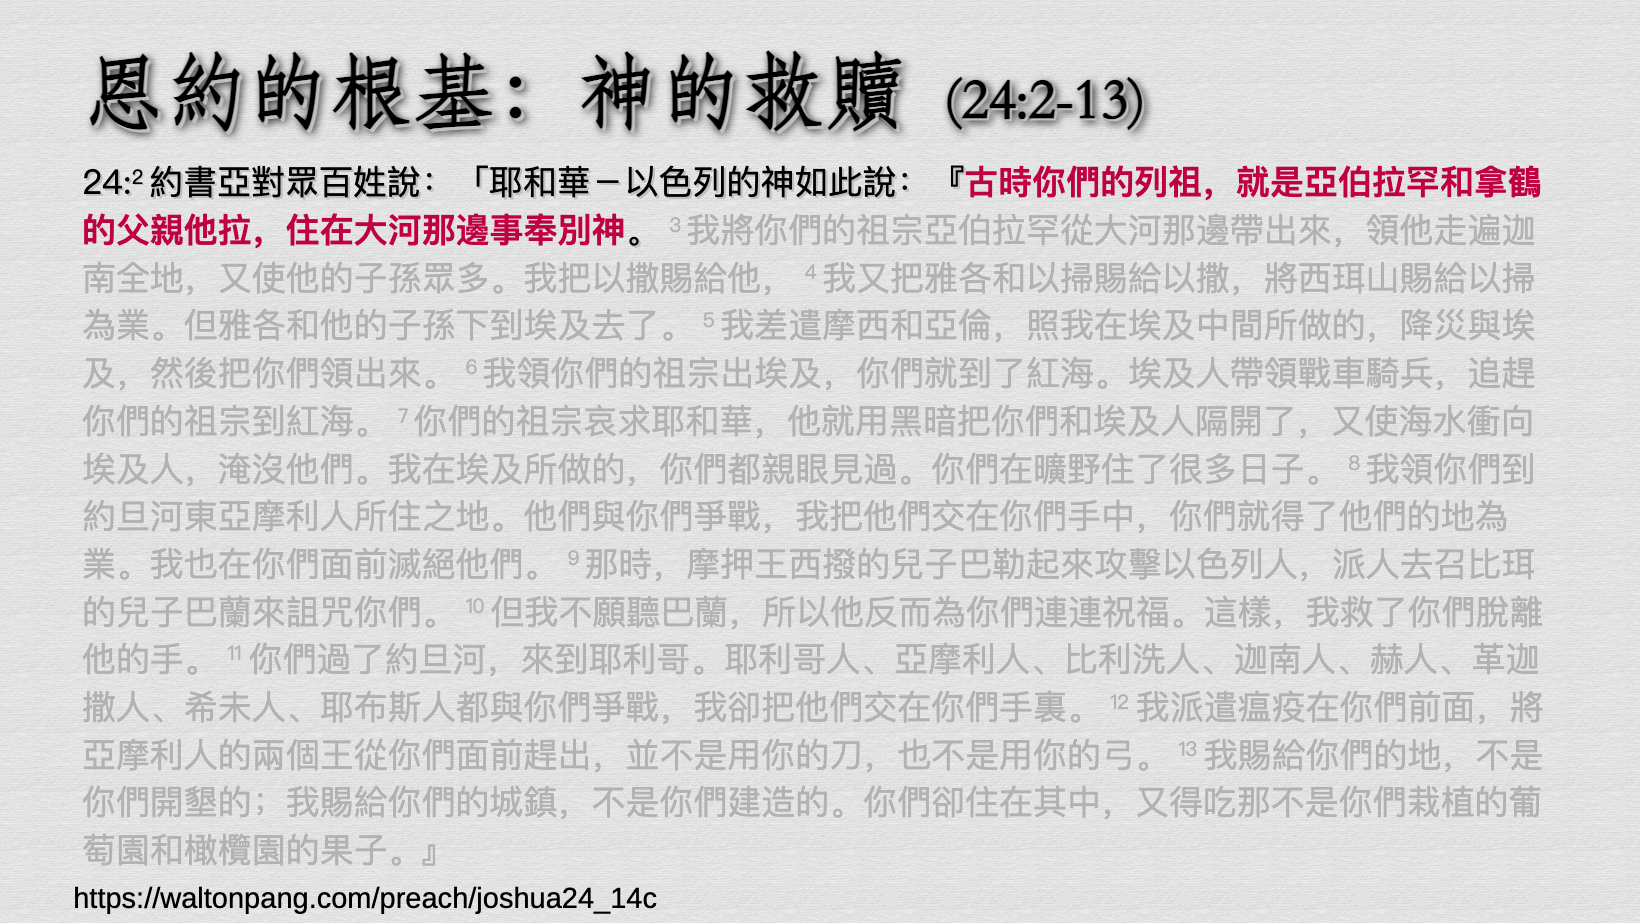 恩約的根基：神的救贖 (24:2-13)
24:2 約書亞對眾百姓說：「耶和華－以色列的神如此說：『古時你們的列祖，就是亞伯拉罕和拿鶴
的父親他拉，住在大河那邊事奉別神。 3 我將你們的祖宗亞伯拉罕從大河那邊帶出來，領他走遍迦
南全地，又使他的子孫眾多。我把以撒賜給他， 4 我又把雅各和以掃賜給以撒，將西珥山賜給以掃
為業。但雅各和他的子孫下到埃及去了。 5 我差遣摩西和亞倫，照我在埃及中間所做的，降災與埃
及，然後把你們領出來。 6 我領你們的祖宗出埃及，你們就到了紅海。埃及人帶領戰車騎兵，追趕
你們的祖宗到紅海。 7 你們的祖宗哀求耶和華，他就用黑暗把你們和埃及人隔開了，又使海水衝向
埃及人，淹沒他們。我在埃及所做的，你們都親眼見過。你們在曠野住了很多日子。 8 我領你們到
約旦河東亞摩利人所住之地。他們與你們爭戰，我把他們交在你們手中，你們就得了他們的地為
業。我也在你們面前滅絕他們。 9 那時，摩押王西撥的兒子巴勒起來攻擊以色列人，派人去召比珥
的兒子巴蘭來詛咒你們。 10 但我不願聽巴蘭，所以他反而為你們連連祝福。這樣，我救了你們脫離
他的手。 11 你們過了約旦河，來到耶利哥。耶利哥人、亞摩利人、比利洗人、迦南人、赫人、革迦
撒人、希未人、耶布斯人都與你們爭戰，我卻把他們交在你們手裏。 12 我派遣瘟疫在你們前面，將
亞摩利人的兩個王從你們面前趕出，並不是用你的刀，也不是用你的弓。 13 我賜給你們的地，不是
你們開墾的；我賜給你們的城鎮，不是你們建造的。你們卻住在其中，又得吃那不是你們栽植的葡
萄園和橄欖園的果子。』
https://waltonpang.com/preach/joshua24_14c